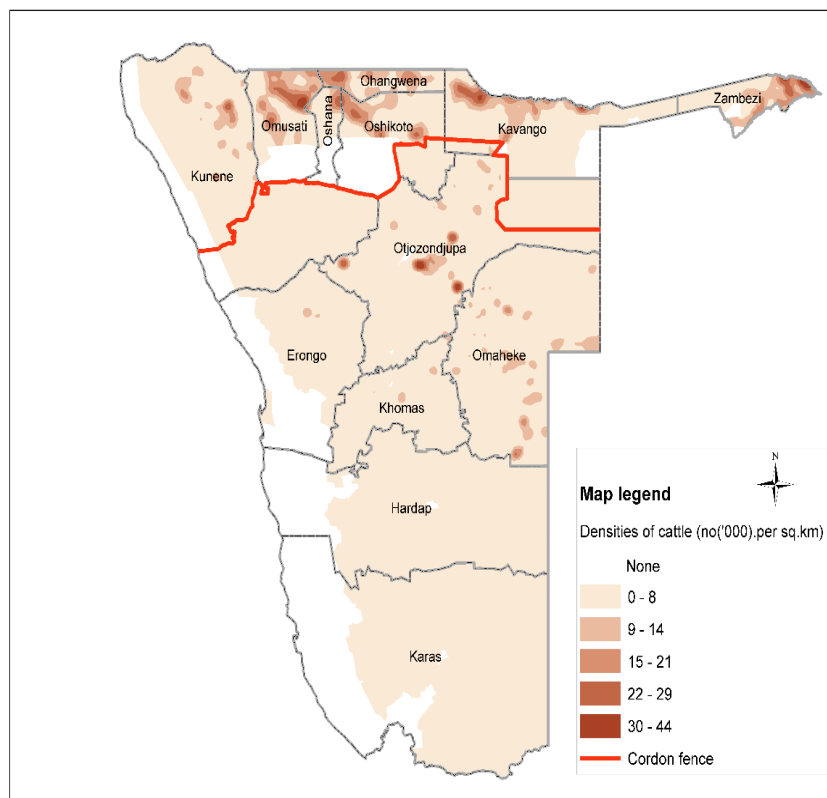 Ohangwena
Zambezi
Kunene
Omusati
Oshana
Oshikoto
Kavango
Otjozondjupa
Erongo
Omaheke
Khomas
Hardap
Karas
N
Map legend
Densities of cattle (no('000).per sq.km)
None
0 - 8
9 - 14
15 - 21
22 - 29
30 - 44
Cordon fence